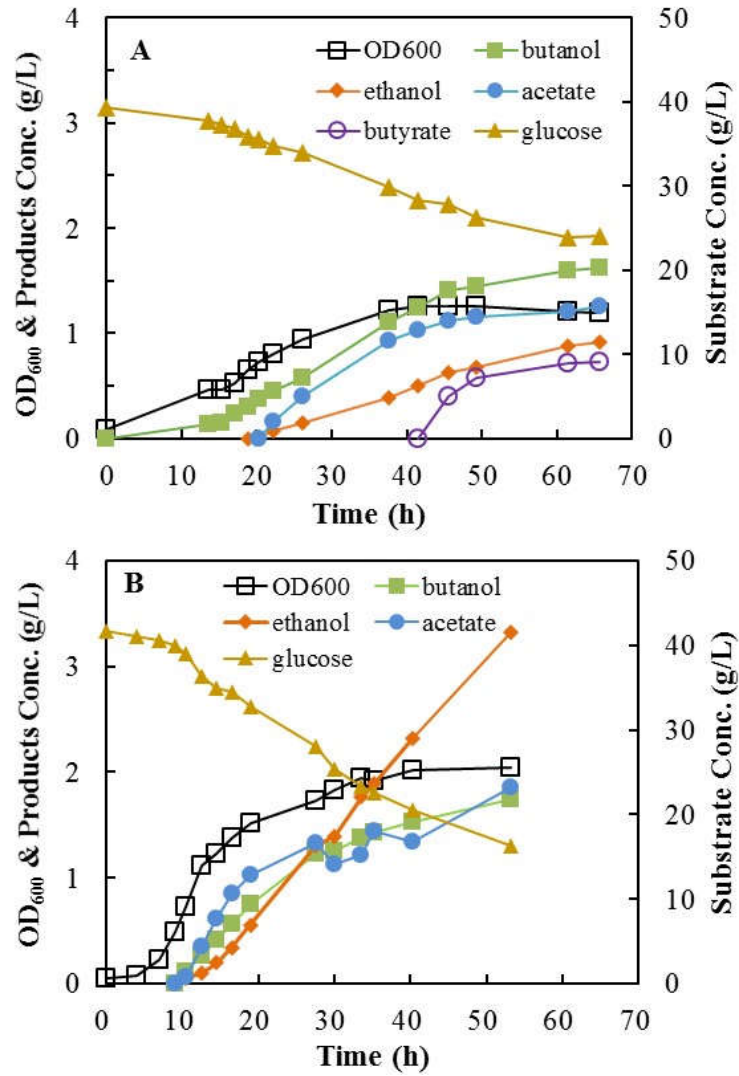 A
OD600
butanol
ethanol
acetate
butyrate
glucose
4
3
2
1
0
OD600 & Products Conc. (g/L)
50
40
30
20
10
0
Substrate Conc. (g/L)
0 10 20 30 40 50 60 70
Time (h)
B
OD600
butanol
ethanol
acetate
glucose
4
3
2
1
0
OD600 & Products Conc. (g/L)
50
40
30
20
10
0
Substrate Conc. (g/L)
0 10 20 30 40 50 60 70
Time (h)